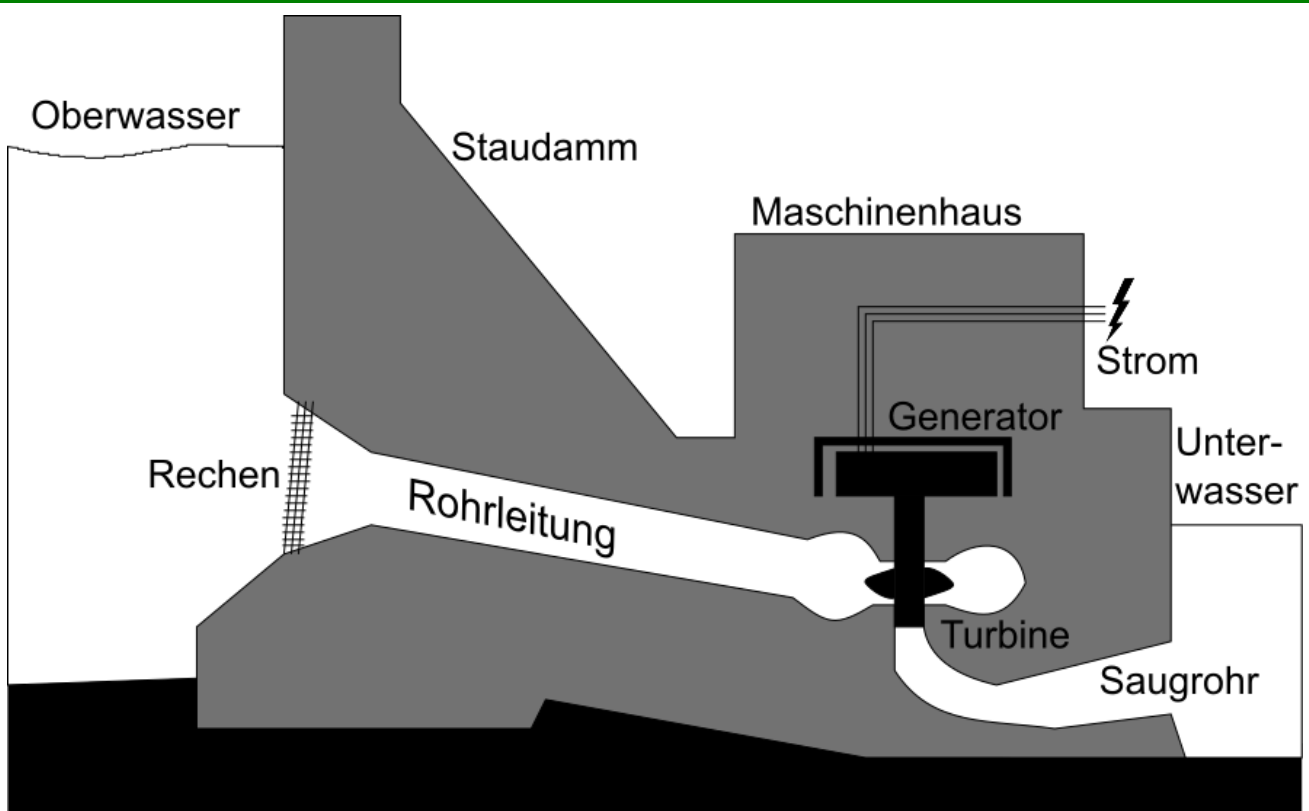 Oberwasser
Staudamm
Maschinenhaus
Strom
Generator
Unter-
wasser
Rechen
Rohrleitung
Turbine
Saugrohr